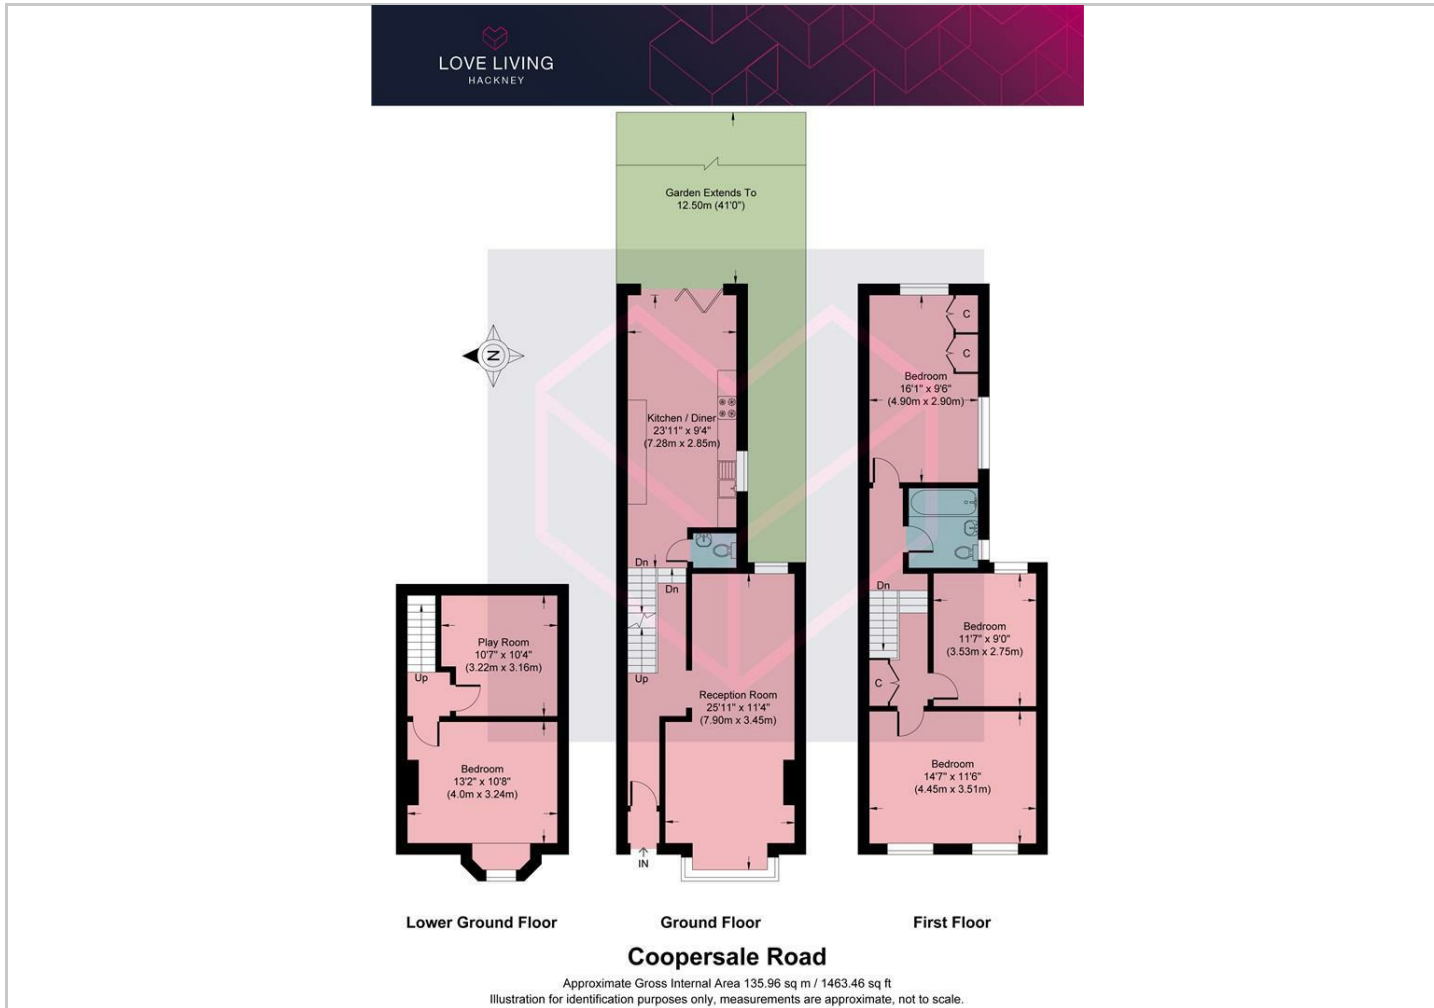 LOVE LIVING
HACKNEY
Garden Extends To
12.50m (41'0")
N
Kitchen / Diner
23'11" x 9'4"
(7.28m x 2.85m)
Dn
Dn
Up
Reception Room
25'11" x 11'4"
(7.90m x 3.45m)
IN
Play Room
10'7" x 10'4"
(3.22m x 3.16m)
Up
Bedroom
13'2" x 10'8"
(4.0m x 3.24m)
C
C
Bedroom
16'1" x 9'6"
(4.90m x 2.90m)
Dn
Bedroom
11'7" x 9'0"
(3.53m x 2.75m)
C
Bedroom
14'7" x 11'6"
(4.45m x 3.51m)
Lower Ground Floor
Ground Floor
First Floor
Coopersale Road
Approximate Gross Internal Area 135.96 sq m / 1463.46 sq ft
Illustration for identification purposes only, measurements are approximate, not to scale.